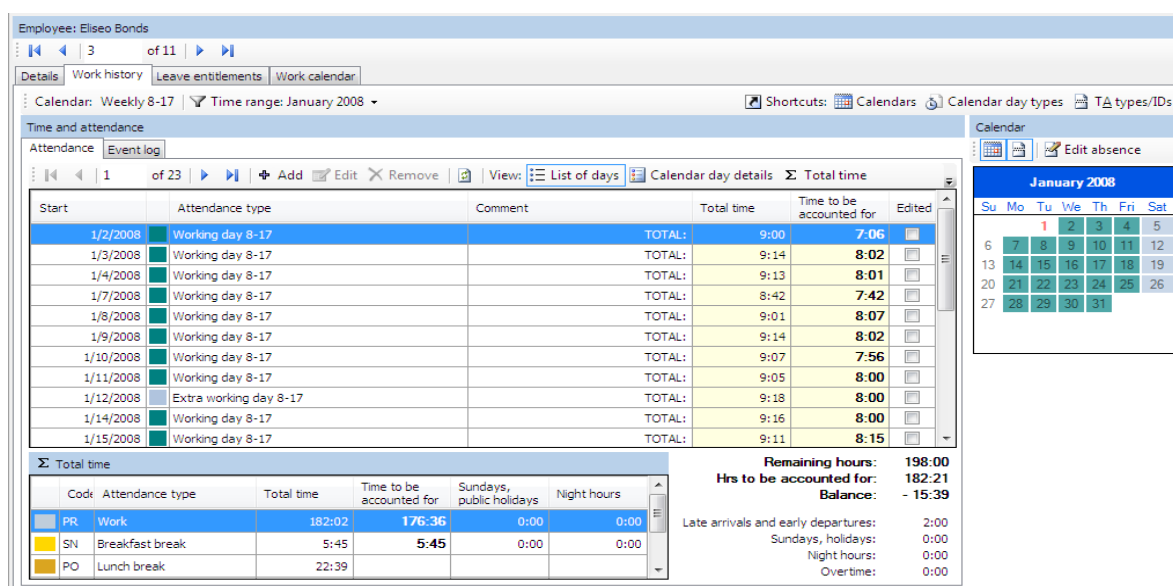 Employee: Eliseo Bonds
3 of 11
Details Work history Leave entitlements Work calendar
Calendar: Weekly 8-17 Time range: January 2008 Shortcuts: Calendars Calendar day types TA types/IDs
Time and attendance Calendar
Attendance Event log
1 of 23 Add Edit Remove View: List of days Calendar day details Σ Total time Edit absence
Start Attendance type Comment Total time Time to be accounted for Edited
1/2/2008 Working day 8-17 TOTAL: 9:00 7:06
1/3/2008 Working day 8-17 TOTAL: 9:14 8:02
1/4/2008 Working day 8-17 TOTAL: 9:13 8:01
1/7/2008 Working day 8-17 TOTAL: 8:42 7:42
1/8/2008 Working day 8-17 TOTAL: 9:01 8:07
1/9/2008 Working day 8-17 TOTAL: 9:14 8:02
1/10/2008 Working day 8-17 TOTAL: 9:07 7:56
1/11/2008 Working day 8-17 TOTAL: 9:05 8:00
1/12/2008 Extra working day 8-17 TOTAL: 9:18 8:00
1/14/2008 Working day 8-17 TOTAL: 9:16 8:00
1/15/2008 Working day 8-17 TOTAL: 9:11 8:15
January 2008
Su Mo Tu We Th Fri Sat
1 2 3 4 5
6 7 8 9 10 11 12
13 14 15 16 17 18 19
20 21 22 23 24 25 26
27 28 29 30 31
Σ Total time
Code Attendance type Total time Time to be accounted for Sundays, public holidays Night hours
PR Work 182:02 176:36 0:00 0:00
SN Breakfast break 5:45 5:45 0:00 0:00
PO Lunch break 22:39
Remaining hours: 198:00
Hrs to be accounted for: 182:21
Balance: - 15:39
Late arrivals and early departures: 2:00
Sundays, holidays: 0:00
Night hours: 0:00
Overtime: 0:00